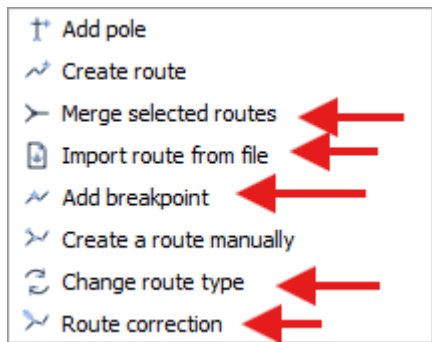 Add pole
Create route
Merge selected routes
Import route from file
Add breakpoint
Create a route manually
Change route type
Route correction